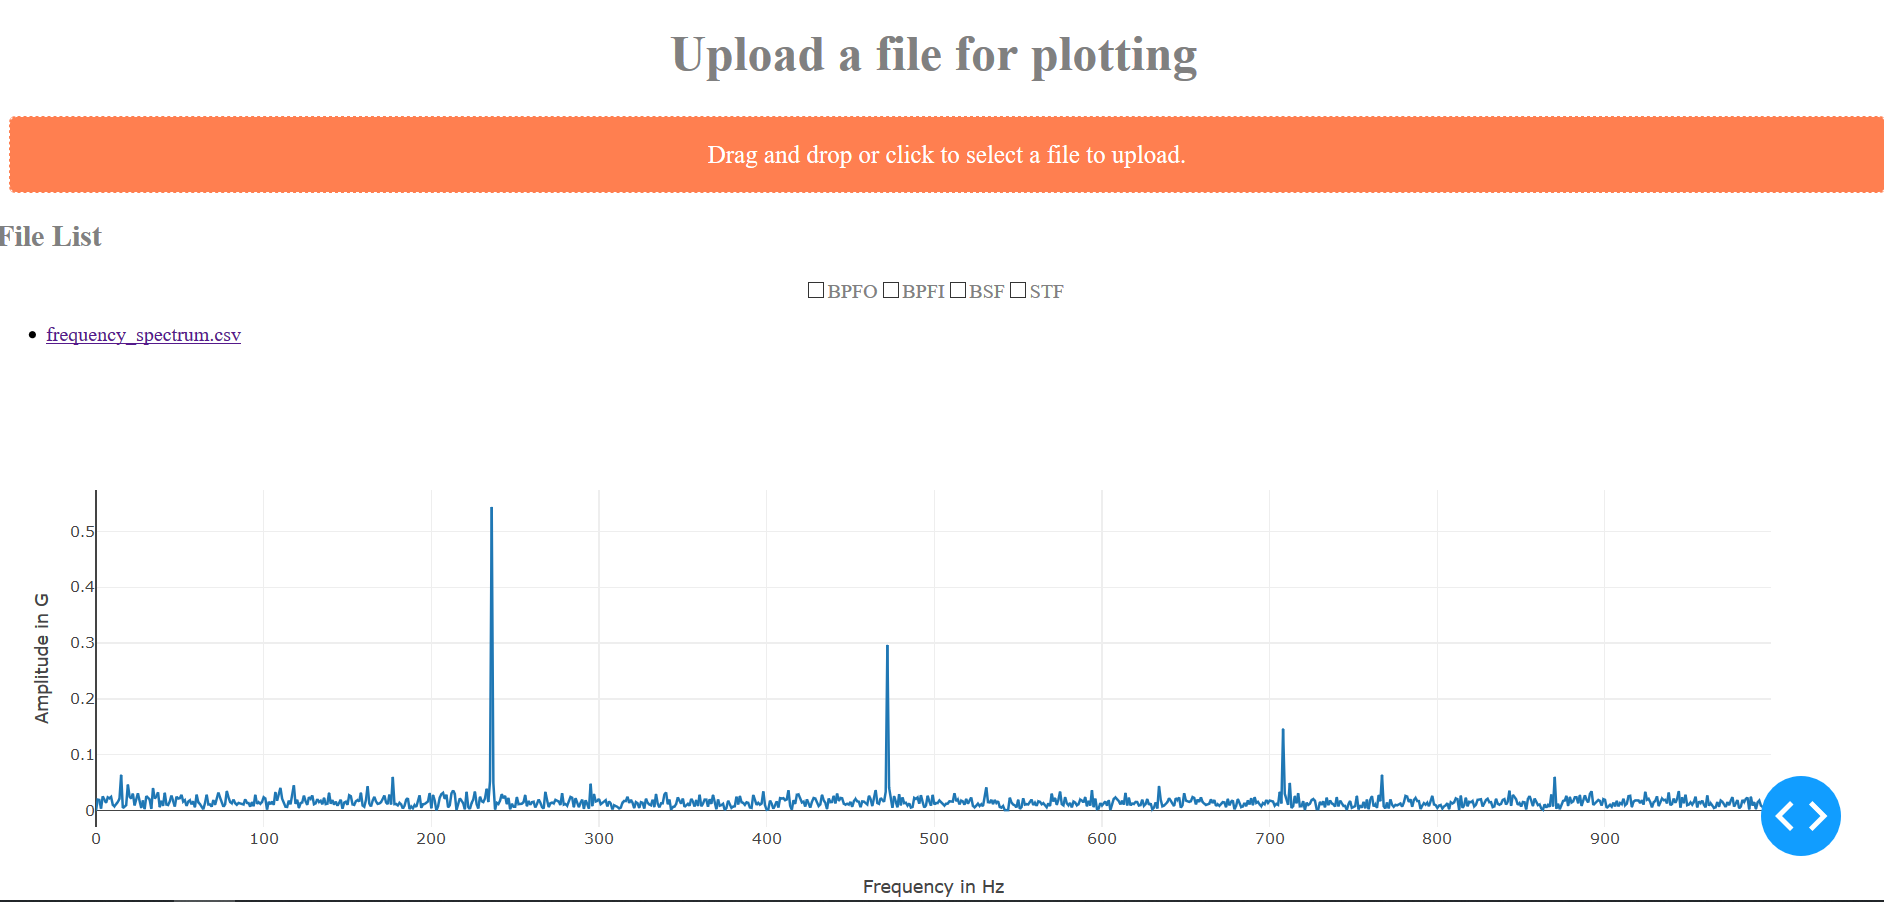 Upload a file for plotting
Drag and drop or click to select a file to upload.
File List
BPFO BPFI BSF STF
frequency_spectrum.csv
0.5
0.4
0.3
0.2
0.1
0
Amplitude in G
0 100 200 300 400 500 600 700 800 900
Frequency in Hz